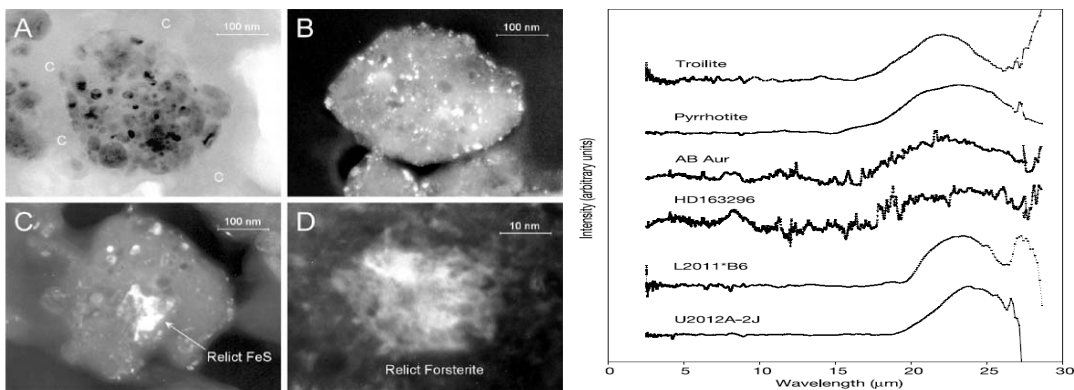 A
C
C
100 nm
C
C
B
100 nm
C
100 nm
Relict FeS
D
10 nm
Relict Forsterite
Intensity (arbitrary units)
Troilite
Pyrrhotite
AB Aur
HD163296
L2011*B6
U2012A-2J
0 5 10 15 20 25 30
Wavelength (µm)